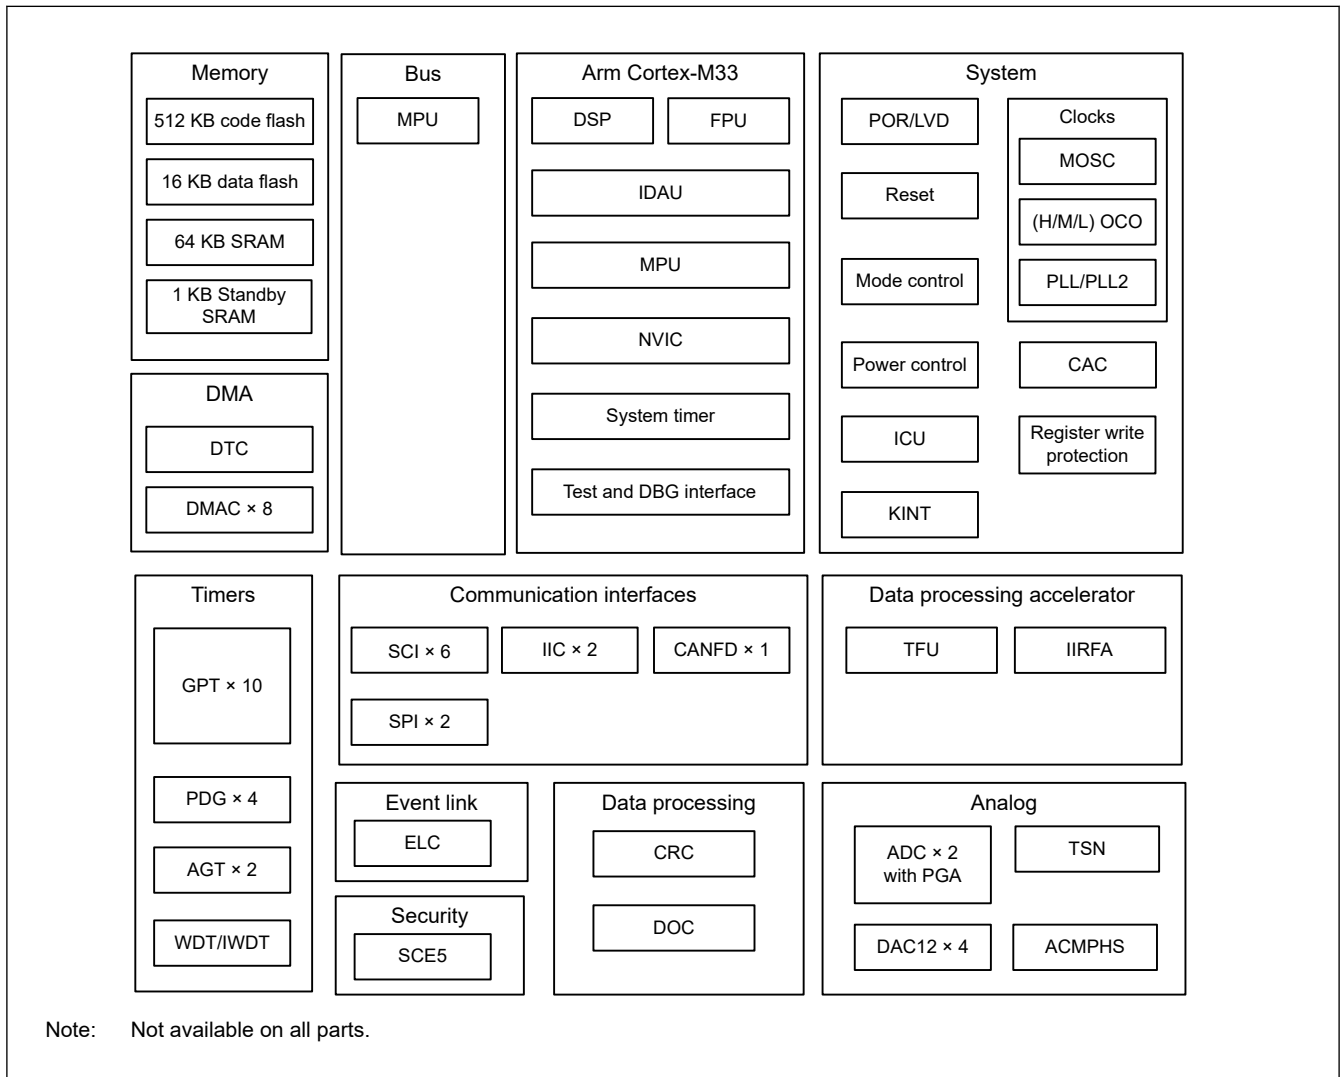 Memory
512 KB code flash
16 KB data flash
64 KB SRAM
1 KB Standby
SRAM
DMA
DTC
DMAC × 8
Bus
MPU
Arm Cortex-M33
DSP
FPU
IDAU
MPU
NVIC
System timer
Test and DBG interface
System
POR/LVD
Reset
Mode control
Power control
ICU
KINT
Clocks
MOSC
(H/M/L) OCO
PLL/PLL2
CAC
Register write
protection
Timers
GPT × 10
PDG × 4
AGT × 2
WDT/IWDT
Communication interfaces
SCI × 6
IIC × 2
CANFD × 1
SPI × 2
Data processing accelerator
TFU
IIRFA
Event link
ELC
Security
SCE5
Data processing
CRC
DOC
Analog
ADC × 2
with PGA
TSN
DAC12 × 4
ACMPHS
Note: Not available on all parts.